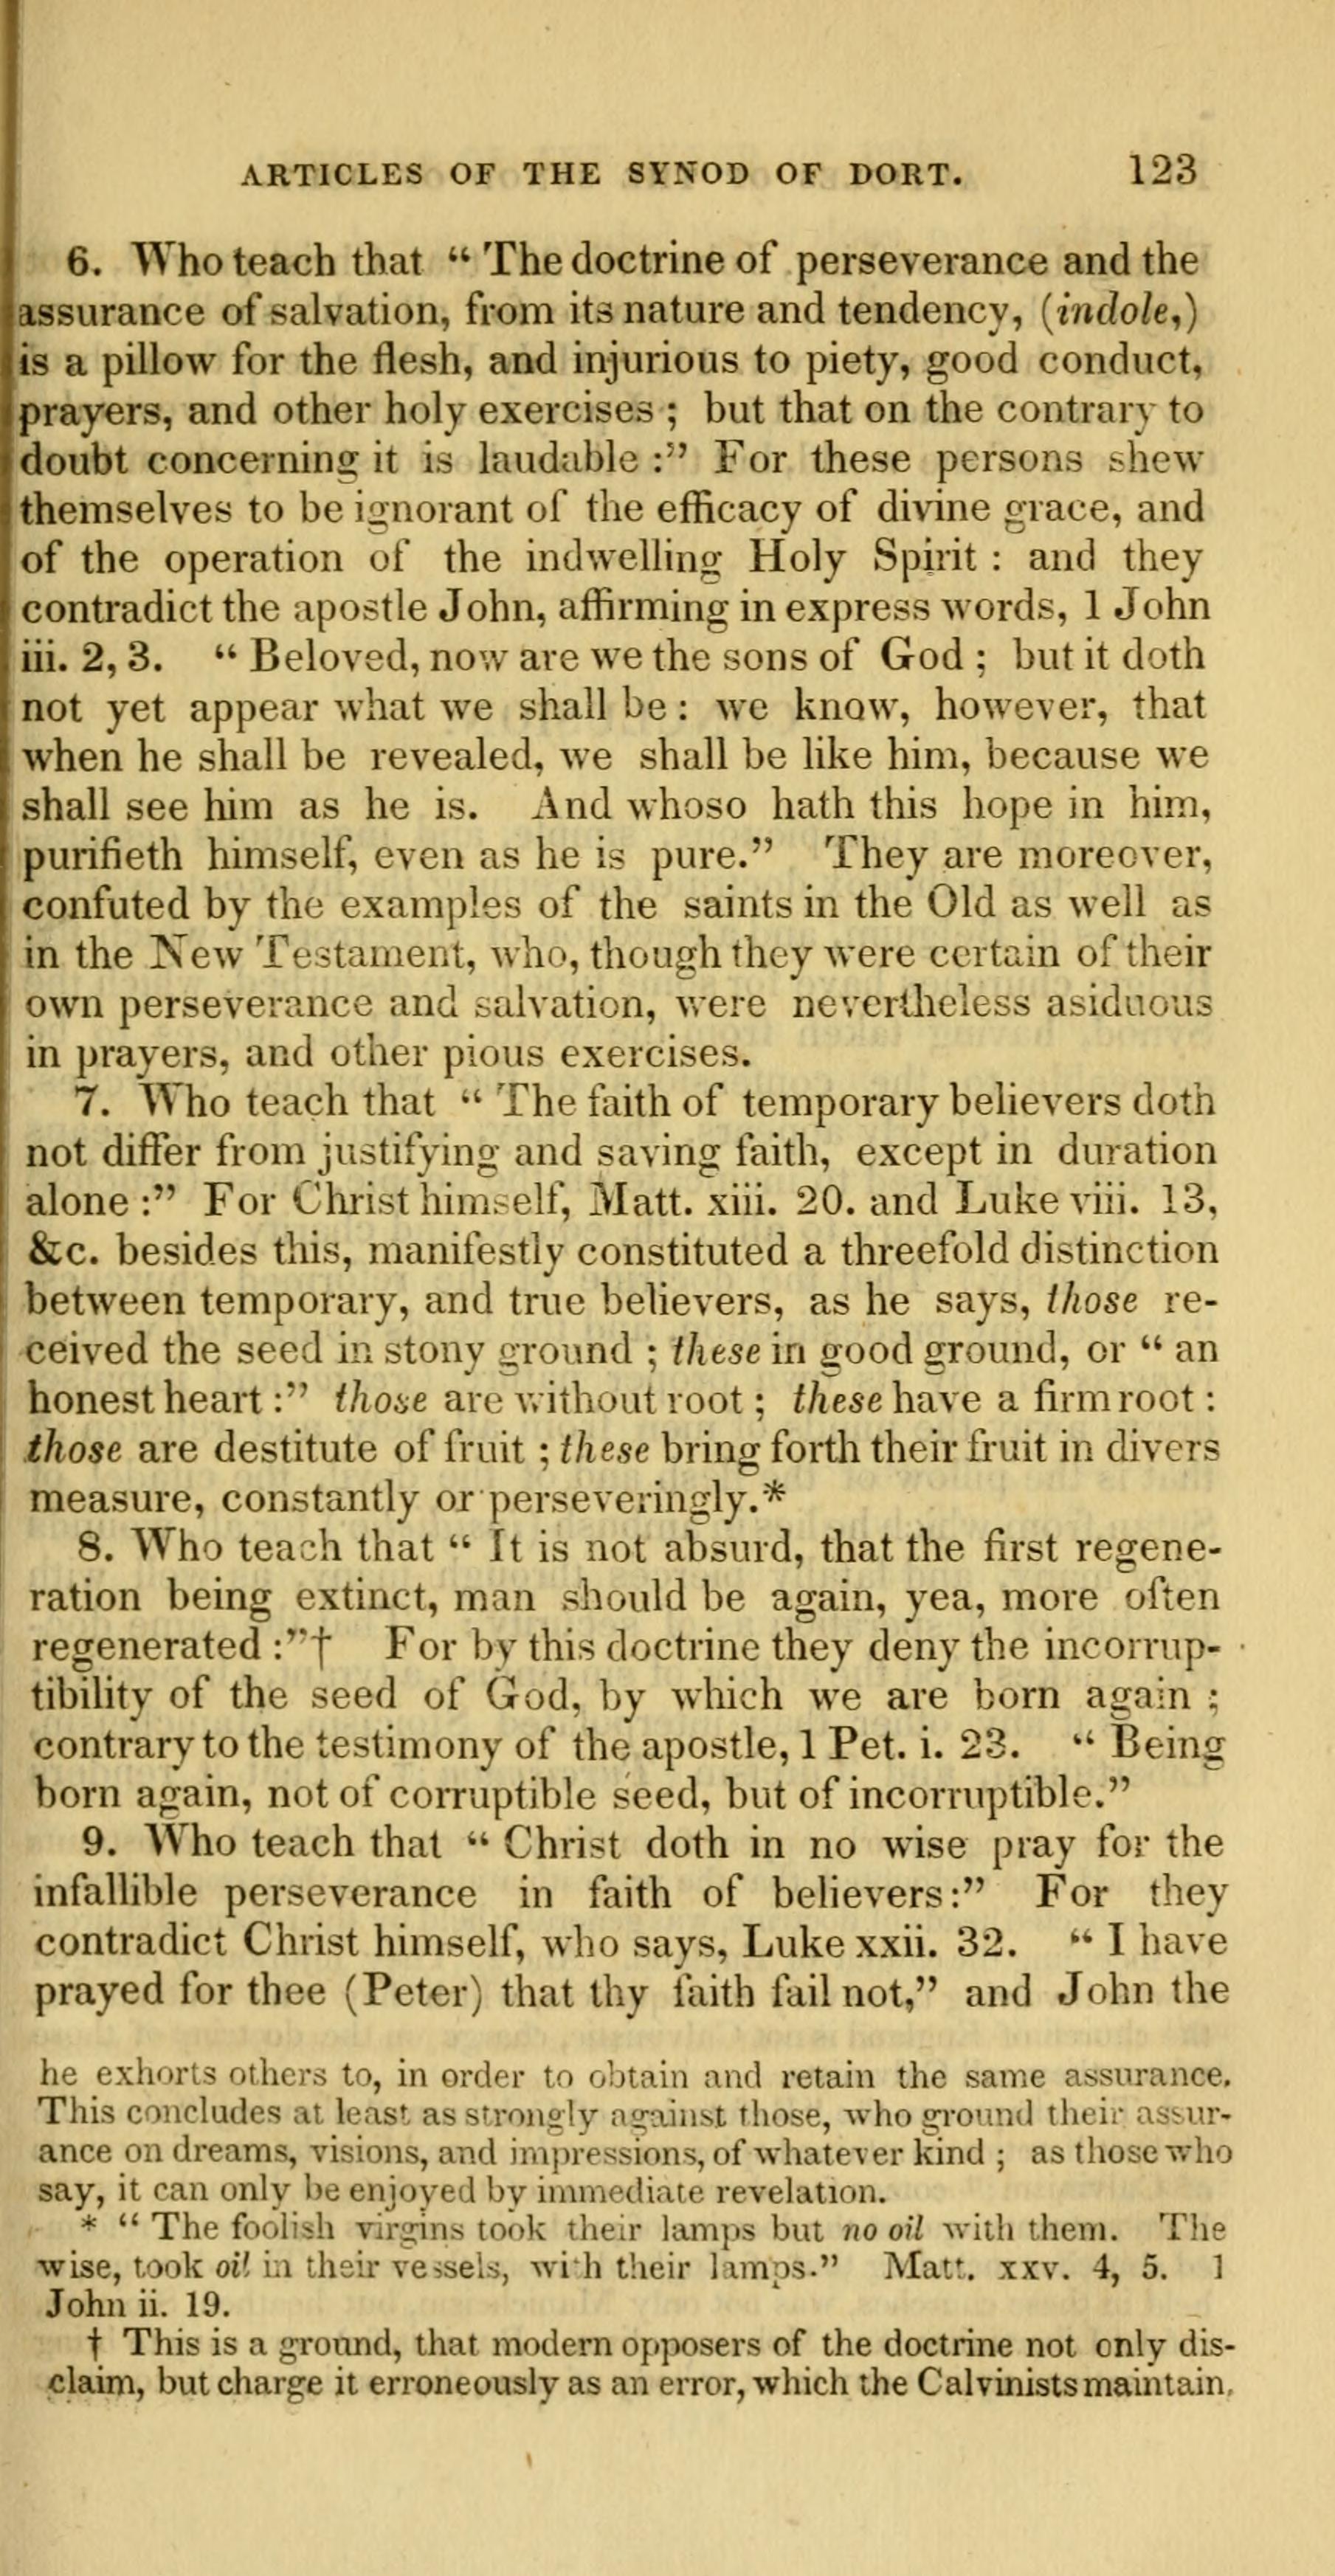 ARTICLES OF THE SYNOD OF DORT. 123
6. Who teach that " The doctrine of perseverance and the
assurance of salvation, from its nature and tendency, (indole,)
is a pillow for the flesh, and injurious to piety, good conduct,
prayers, and other holy exercises ; but that on the contrary to
doubt concerning it is laudable :" For these persons shew
themselves to be ignorant of the efficacy of divine grace, and
of the operation of the indwelling Holy Spirit : and they
contradict the apostle John, affirming in express words, 1 John
iii. 2, 3. " Beloved, now are we the sons of God ; but it doth
not yet appear what we shall be : we know, however, that
when he shall be revealed, we shall be like him, because we
shall see him as he is. And whoso hath this hope in him,
purifieth himself, even as he is pure." They are moreover,
confuted by the examples of the saints in the Old as well as
in the New Testament, who, though they were certain of their
own perseverance and salvation, were nevertheless asiduous
in prayers, and other pious exercises.
7. Who teach that " The faith of temporary believers doth
not differ from justifying and saving faith, except in duration
alone :" For Christ himself, Matt. xiii. 20. and Luke viii. 13,
&c. besides this, manifestly constituted a threefold distinction
between temporary, and true believers, as he says, those re-
ceived the seed in stony ground ; these in good ground, or " an
honest heart :" those are without root ; these have a firm root :
those are destitute of fruit ; these bring forth their fruit in divers
measure, constantly or perseveringly.*
8. Who teach that " It is not absurd, that the first regene-
ration being extinct, man should be again, yea, more often
regenerated :"† For by this doctrine they deny the incorrup-
tibility of the seed of God, by which we are born again ;
contrary to the testimony of the apostle, 1 Pet. i. 23. " Being
born again, not of corruptible seed, but of incorruptible."
9. Who teach that " Christ doth in no wise pray for the
infallible perseverance in faith of believers:" For they
contradict Christ himself, who says, Luke xxii. 32. " I have
prayed for thee (Peter) that thy faith fail not," and John the
he exhorts others to, in order to obtain and retain the same assurance.
This concludes at least as strongly against those, who ground their assur-
ance on dreams, visions, and impressions, of whatever kind ; as those who
say, it can only be enjoyed by immediate revelation.
* " The foolish virgins took their lamps but no oil with them. The
wise, took oil in their vessels, with their lamps." Matt. xxv. 4, 5. 1
John ii. 19.
† This is a ground, that modern opposers of the doctrine not only dis-
claim, but charge it erroneously as an error, which the Calvinists maintain.